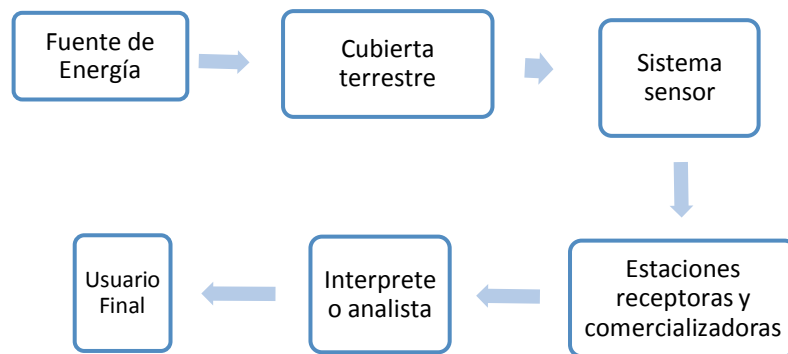 Fuente de
Energía
Cubierta
terrestre
Sistema
sensor
Estaciones
receptoras y
comercializadoras
Interprete
o analista
Usuario
Final